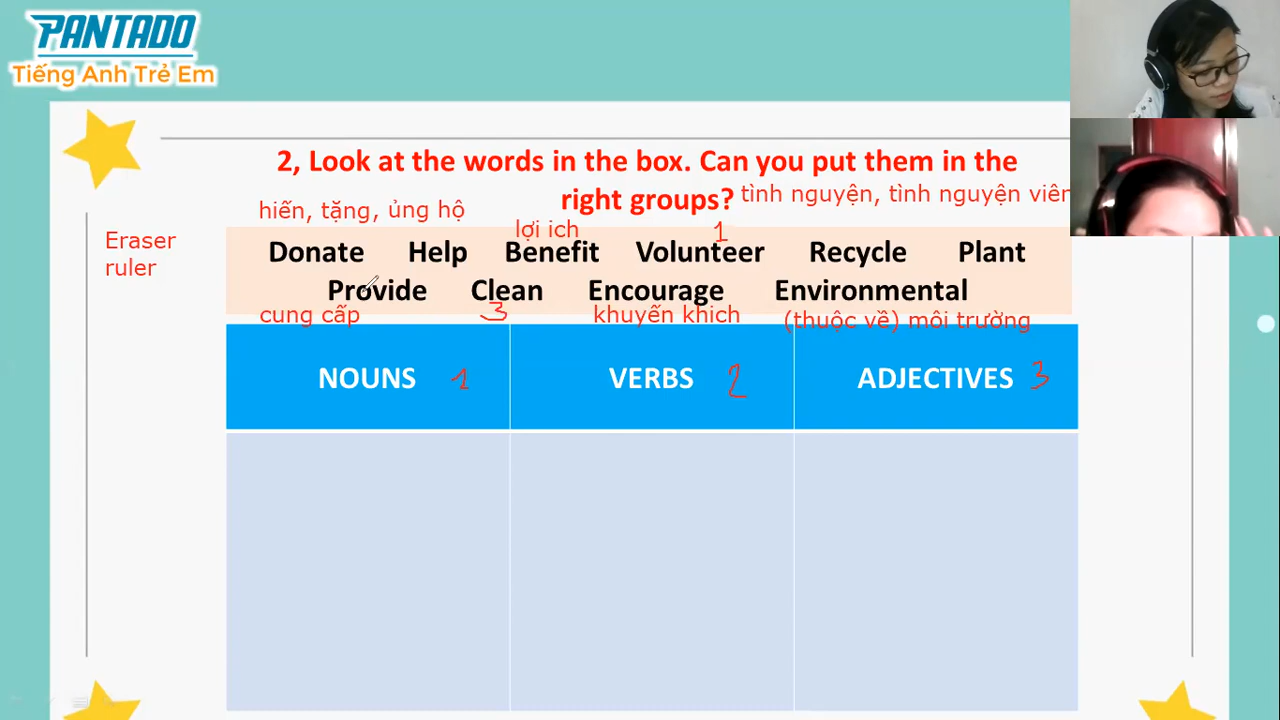 PANTADO
Tiếng Anh Trẻ Em
2, Look at the words in the box. Can you put them in the
right groups? tình nguyện, tình nguyện viên
hiến, tặng, ủng hộ
lợi ich
1
Eraser
ruler
Donate Help Benefit Volunteer Recycle Plant
Provide Clean Encourage Environmental
cung cấp 3 khuyến khich (thuộc về) môi trường
NOUNS 1 VERBS 2 ADJECTIVES 3